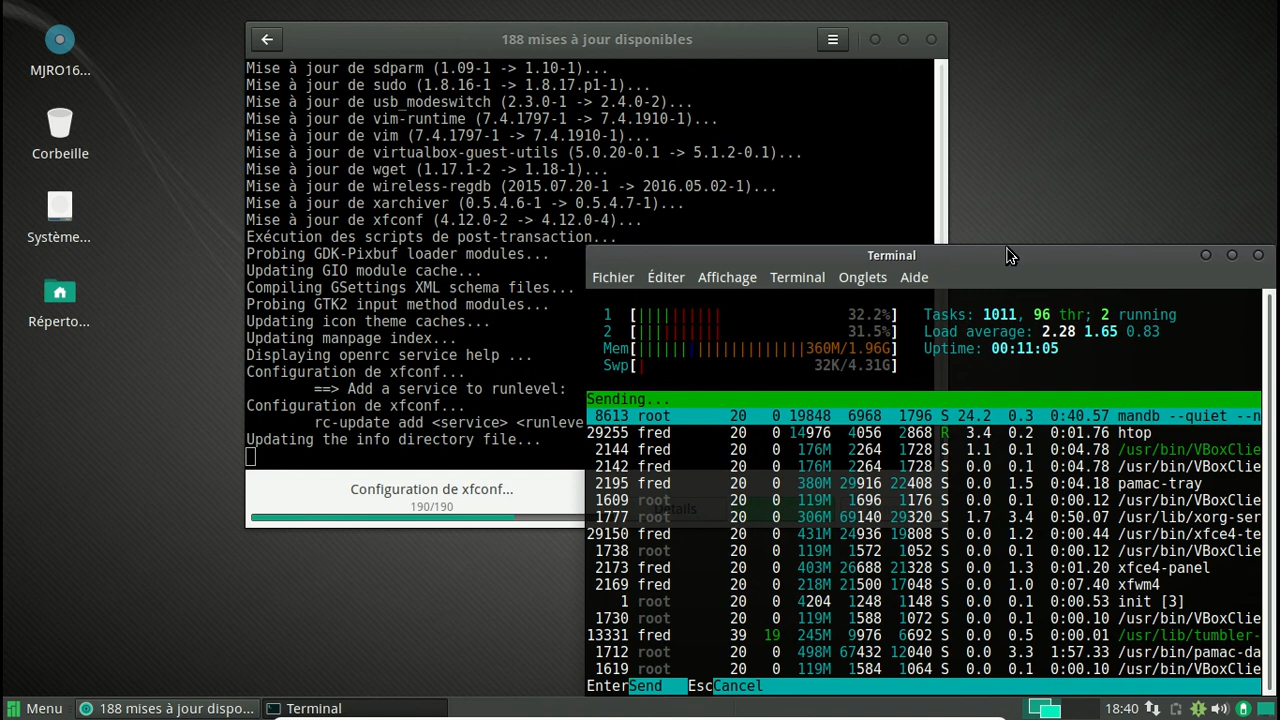 MJRO16...
Corbeille
Système...
Réperto...
188 mises à jour disponibles
Mise à jour de sdparm (1.09-1 -> 1.10-1)...
Mise à jour de sudo (1.8.16-1 -> 1.8.17.p1-1)...
Mise à jour de usb_modeswitch (2.3.0-1 -> 2.4.0-2)...
Mise à jour de vim-runtime (7.4.1797-1 -> 7.4.1910-1)...
Mise à jour de vim (7.4.1797-1 -> 7.4.1910-1)...
Mise à jour de virtualbox-guest-utils (5.0.20-0.1 -> 5.1.2-0.1)...
Mise à jour de wget (1.17.1-2 -> 1.18-1)...
Mise à jour de wireless-regdb (2015.07.20-1 -> 2016.05.02-1)...
Mise à jour de xarchiver (0.5.4.6-1 -> 0.5.4.7-1)...
Mise à jour de xfconf (4.12.0-2 -> 4.12.0-4)...
Exécution des scripts de post-transaction...
Probing GDK-Pixbuf loader modules...
Updating GIO module cache...
Compiling GSettings XML schema files...
Probing GTK2 input method modules...
Updating icon theme caches...
Updating manpage index...
Displaying openrc service help ...
Configuration de xfconf...
==> Add a service to runlevel:
Configuration de xfconf...
rc-update add <service> <runleve
Updating the info directory file...
Configuration de xfconf...
190/190
Détails
Terminal
Fichier Éditer Affichage Terminal Onglets Aide
1 [||||||||||| 32.2%] Tasks: 1011, 96 thr; 2 running
2 [||||||||||| 31.5%] Load average: 2.28 1.65 0.83
Mem[||||||||||||||||||||360M/1.96G] Uptime: 00:11:05
Swp[| 32K/4.31G]
Sending...
8613 root 20 0 19848 6968 1796 S 24.2 0.3 0:40.57 mandb --quiet --n
29255 fred 20 0 14976 4056 2868 R 3.4 0.2 0:01.76 htop
2144 fred 20 0 176M 2264 1728 S 1.1 0.1 0:04.78 /usr/bin/VBoxClie
2142 fred 20 0 176M 2264 1728 S 0.0 0.1 0:04.78 /usr/bin/VBoxClie
2195 fred 20 0 380M 29916 22408 S 0.0 1.5 0:04.18 pamac-tray
1609 root 20 0 119M 1696 1176 S 0.0 0.1 0:00.12 /usr/bin/VBoxClie
1777 root 20 0 306M 69140 29320 S 1.7 3.4 0:50.07 /usr/lib/xorg-ser
29150 fred 20 0 431M 24936 19808 S 0.0 1.2 0:00.44 /usr/bin/xfce4-te
1738 root 20 0 119M 1572 1052 S 0.0 0.1 0:00.12 /usr/bin/VBoxClie
2173 fred 20 0 403M 26688 21328 S 0.0 1.3 0:01.20 xfce4-panel
2169 fred 20 0 218M 21500 17048 S 0.0 1.0 0:07.40 xfwm4
1 root 20 0 4204 1248 1148 S 0.0 0.1 0:00.53 init [3]
1730 root 20 0 119M 1588 1072 S 0.0 0.1 0:00.10 /usr/bin/VBoxClie
13331 fred 39 19 245M 9976 6692 S 0.0 0.5 0:00.01 /usr/lib/tumbler-
1712 root 20 0 498M 67432 12040 S 0.0 3.3 1:57.33 /usr/bin/pamac-da
1619 root 20 0 119M 1584 1064 S 0.0 0.1 0:00.10 /usr/bin/VBoxClie
EnterSend EscCancel
Menu 188 mises à jour dispo... Terminal 18:40